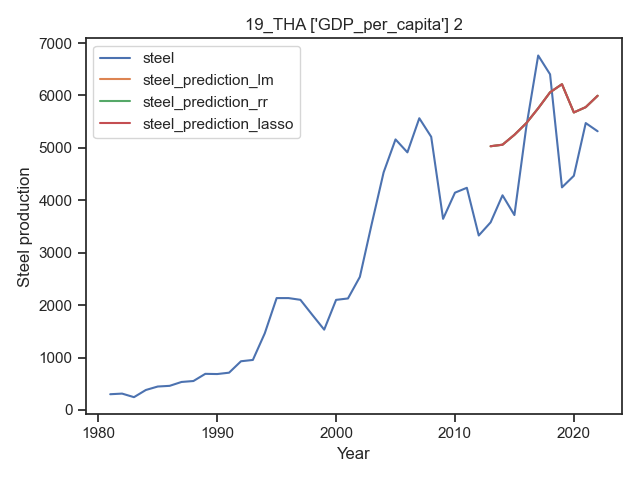 19_THA ['GDP_per_capita'] 2
steel
steel_prediction_lm
steel_prediction_rr
steel_prediction_lasso
7000
6000
5000
4000
3000
2000
1000
0
Steel production
1980
1990
2000
2010
2020
Year